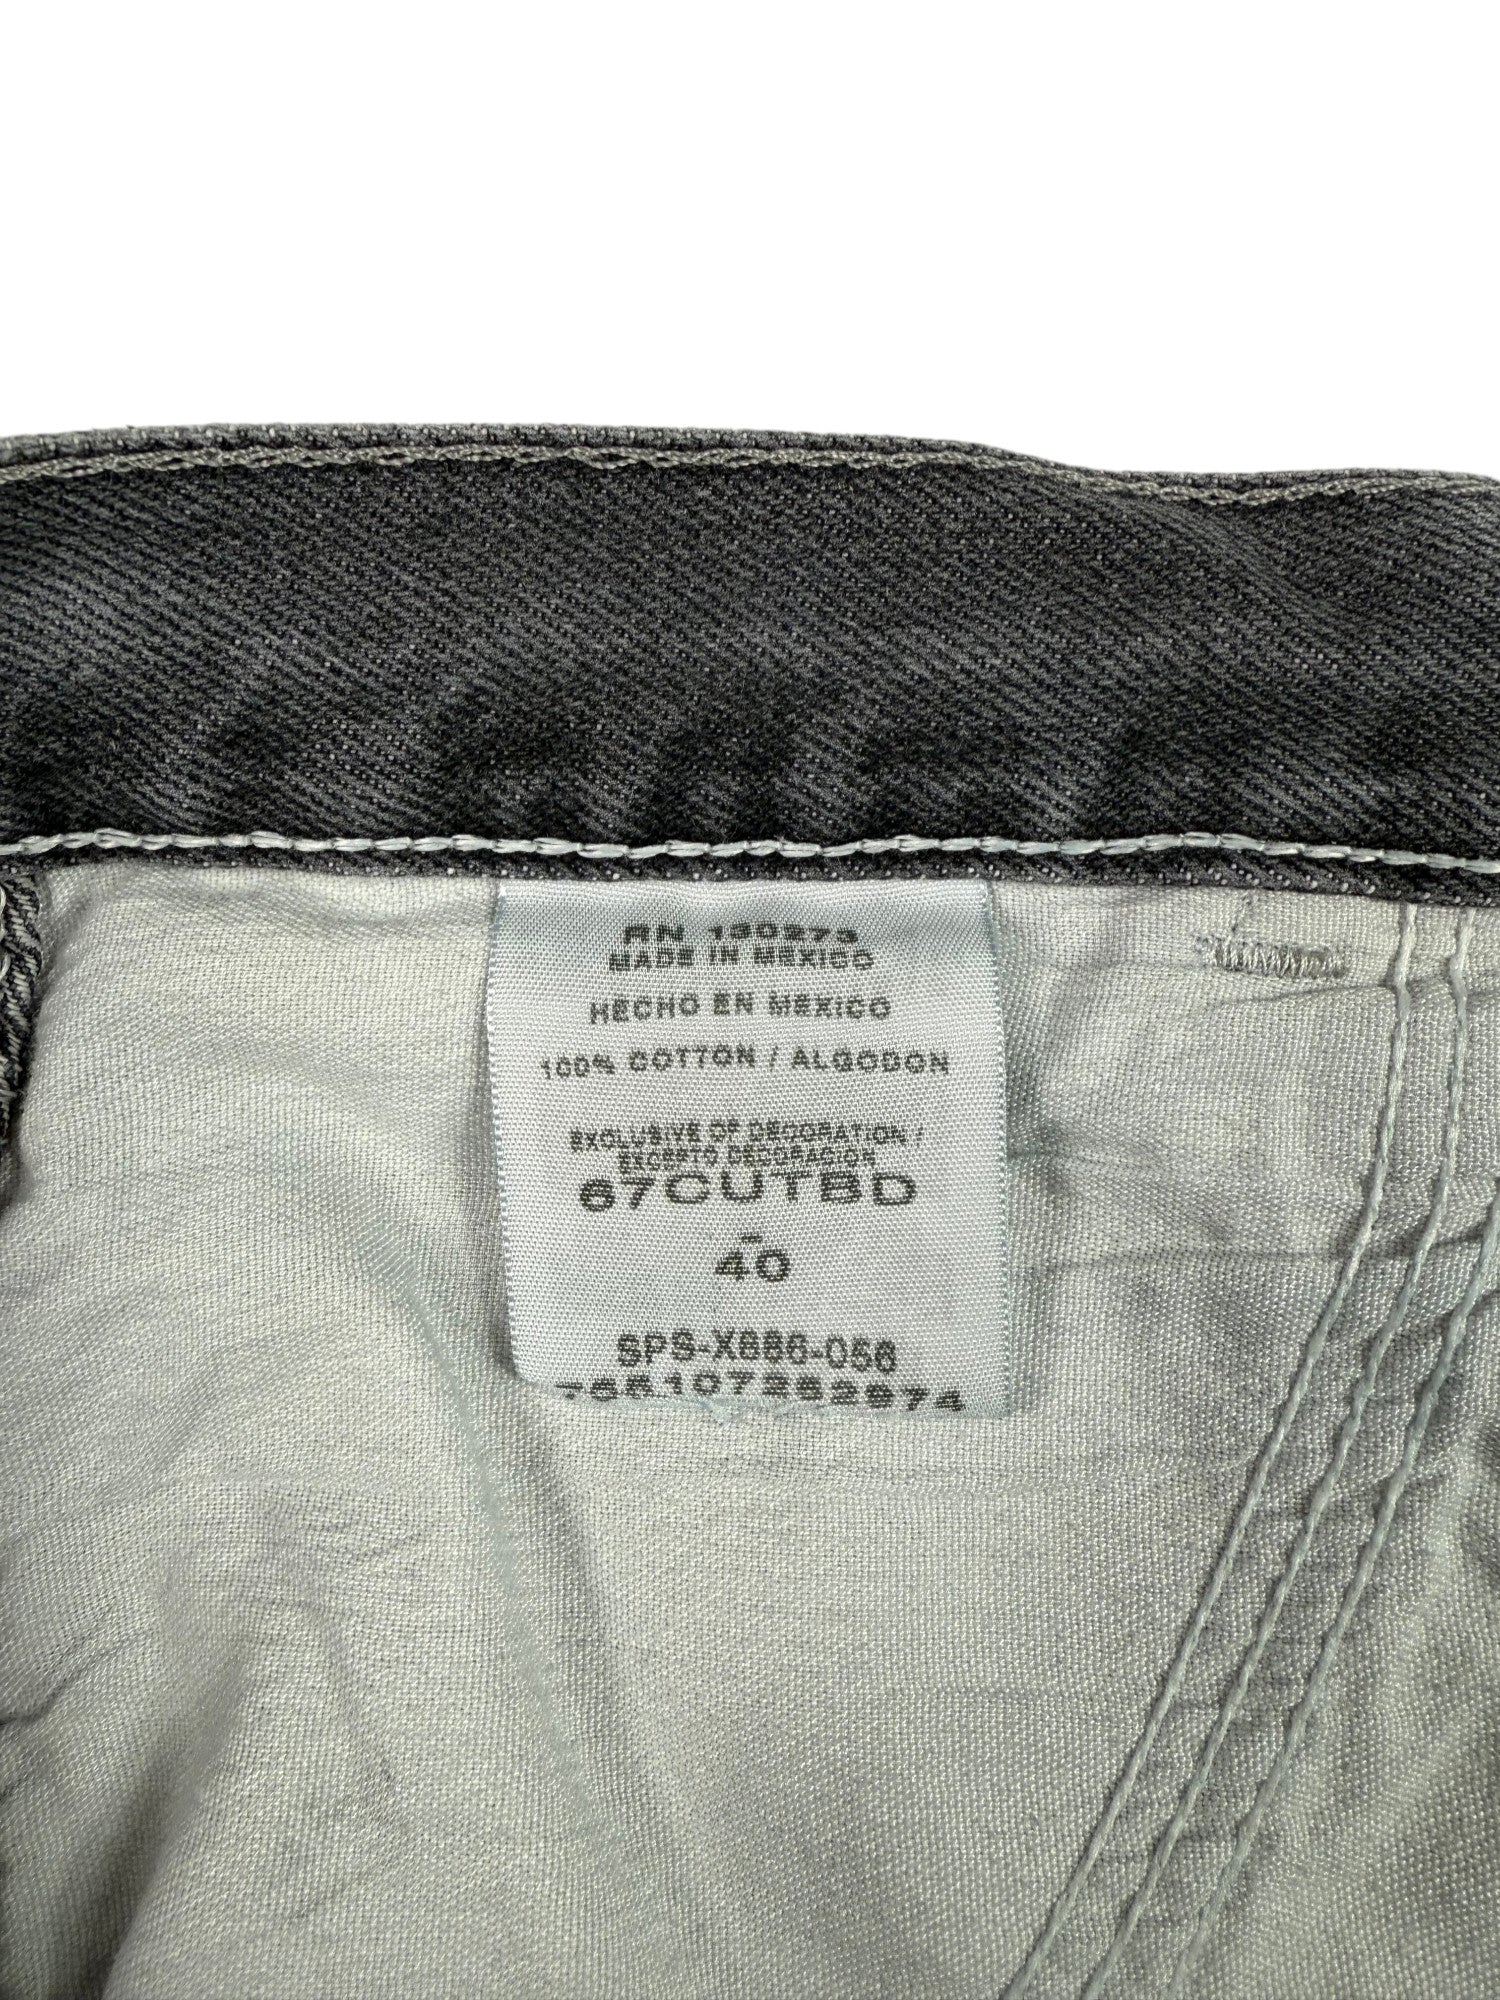 RN 130273
MADE IN MEXICO
HECHO EN MEXICO
100% COTTON / ALGODON
EXCLUSIVE OF DECORATION /
EXCEPTO DECORACION
67CUTBD
-
40
SPS-X886-056